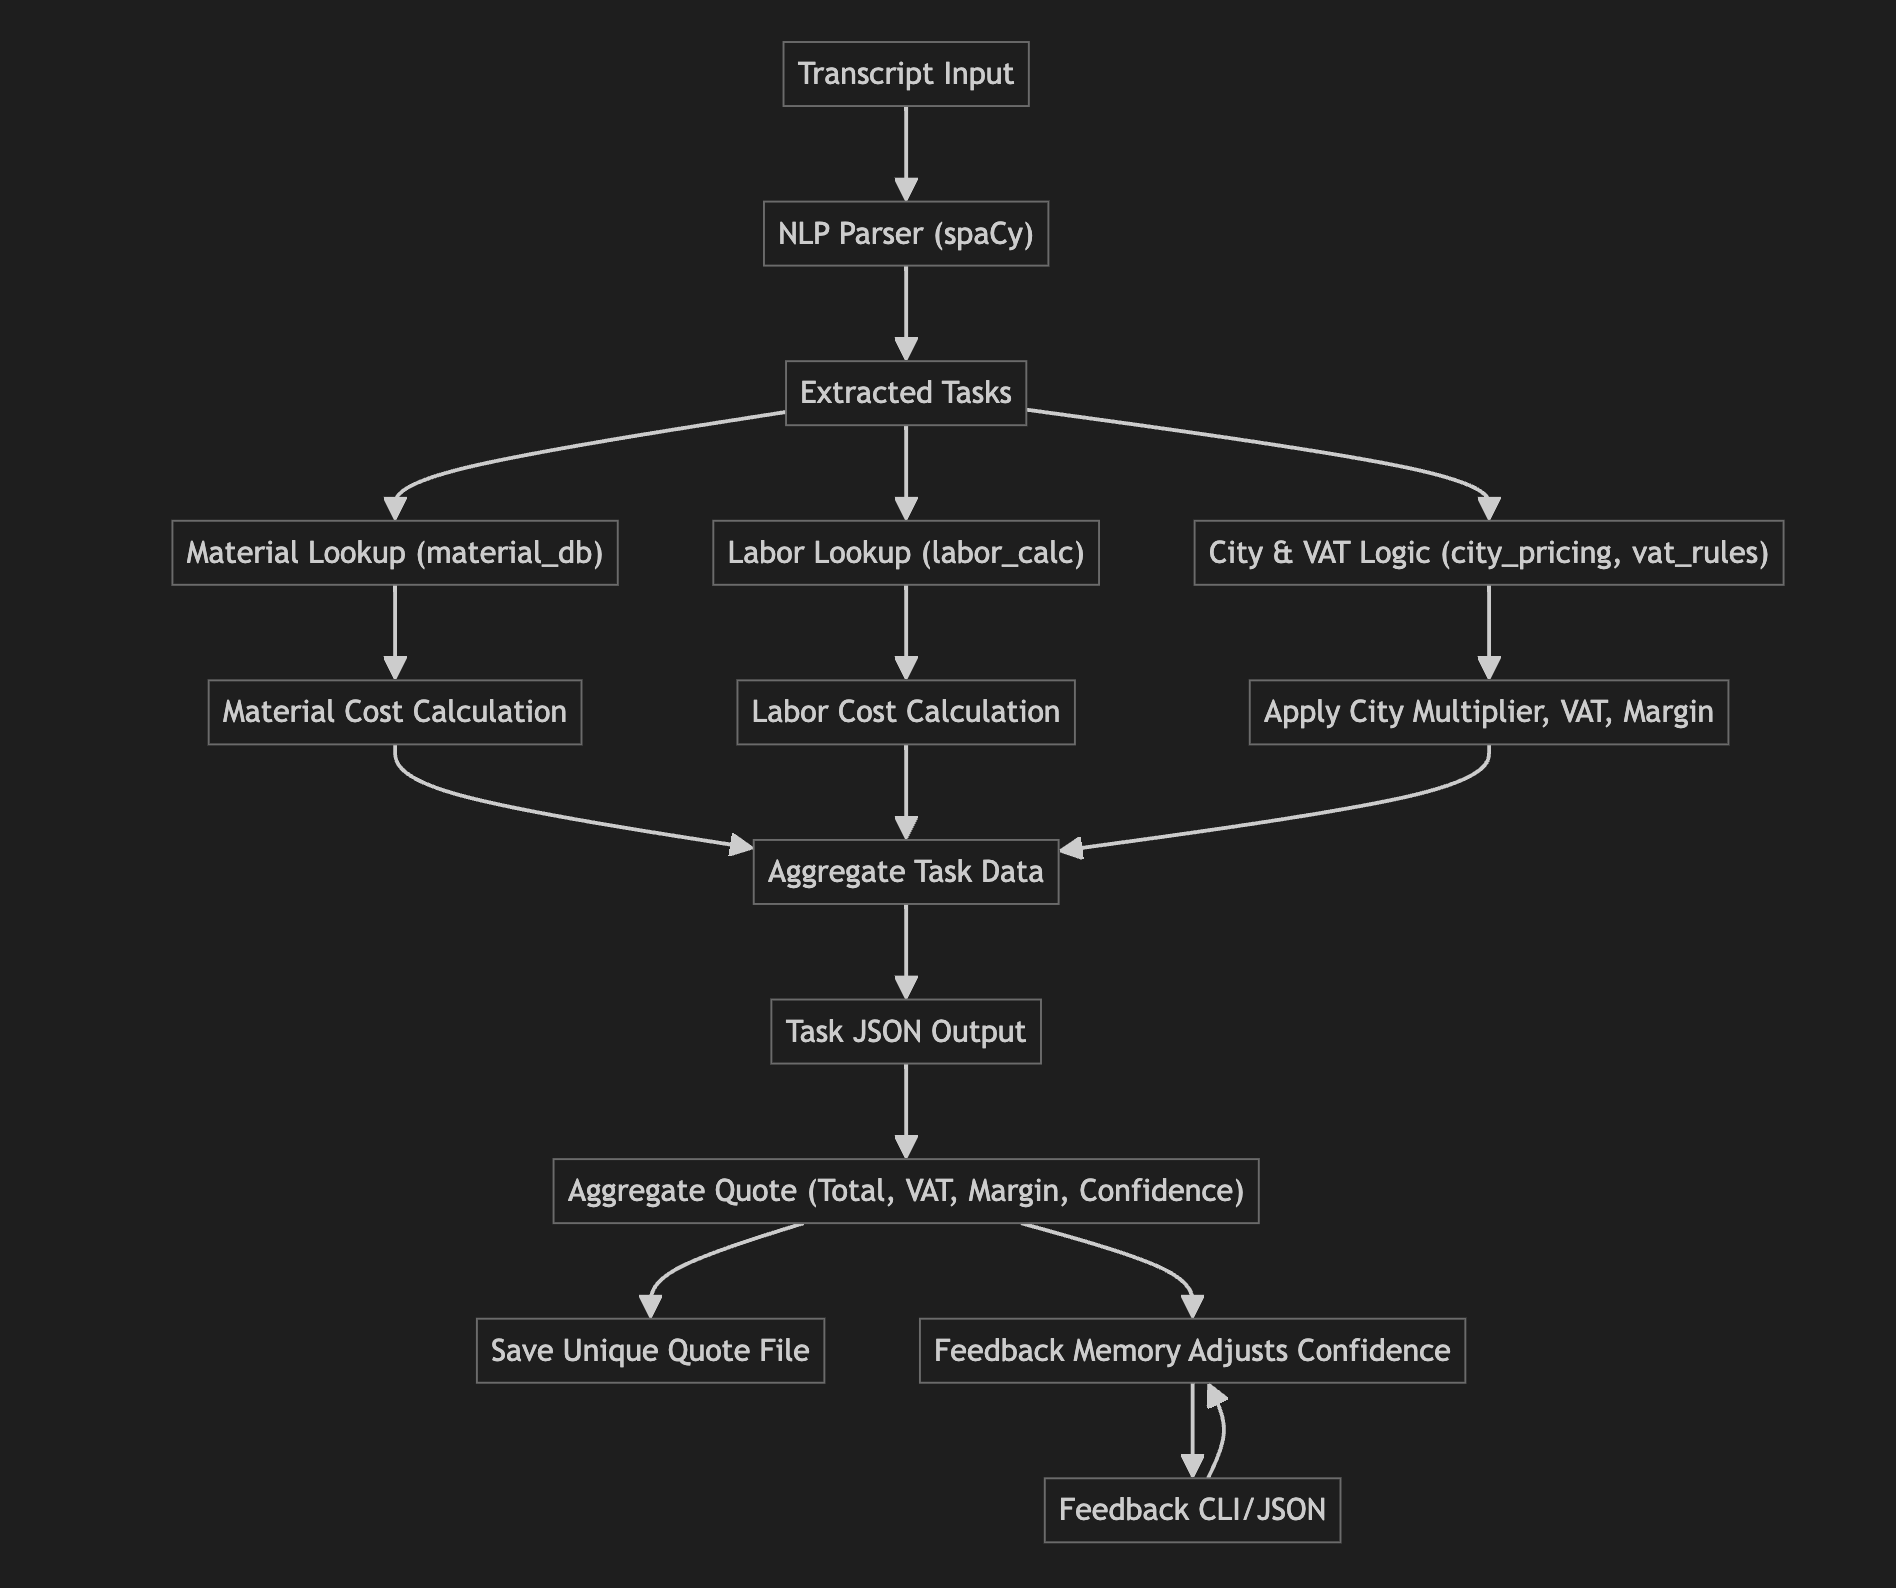 Transcript Input
NLP Parser (spaCy)
Extracted Tasks
Material Lookup (material_db)
Labor Lookup (labor_calc)
City & VAT Logic (city_pricing, vat_rules)
Material Cost Calculation
Labor Cost Calculation
Apply City Multiplier, VAT, Margin
Aggregate Task Data
Task JSON Output
Aggregate Quote (Total, VAT, Margin, Confidence)
Save Unique Quote File
Feedback Memory Adjusts Confidence
Feedback CLI/JSON